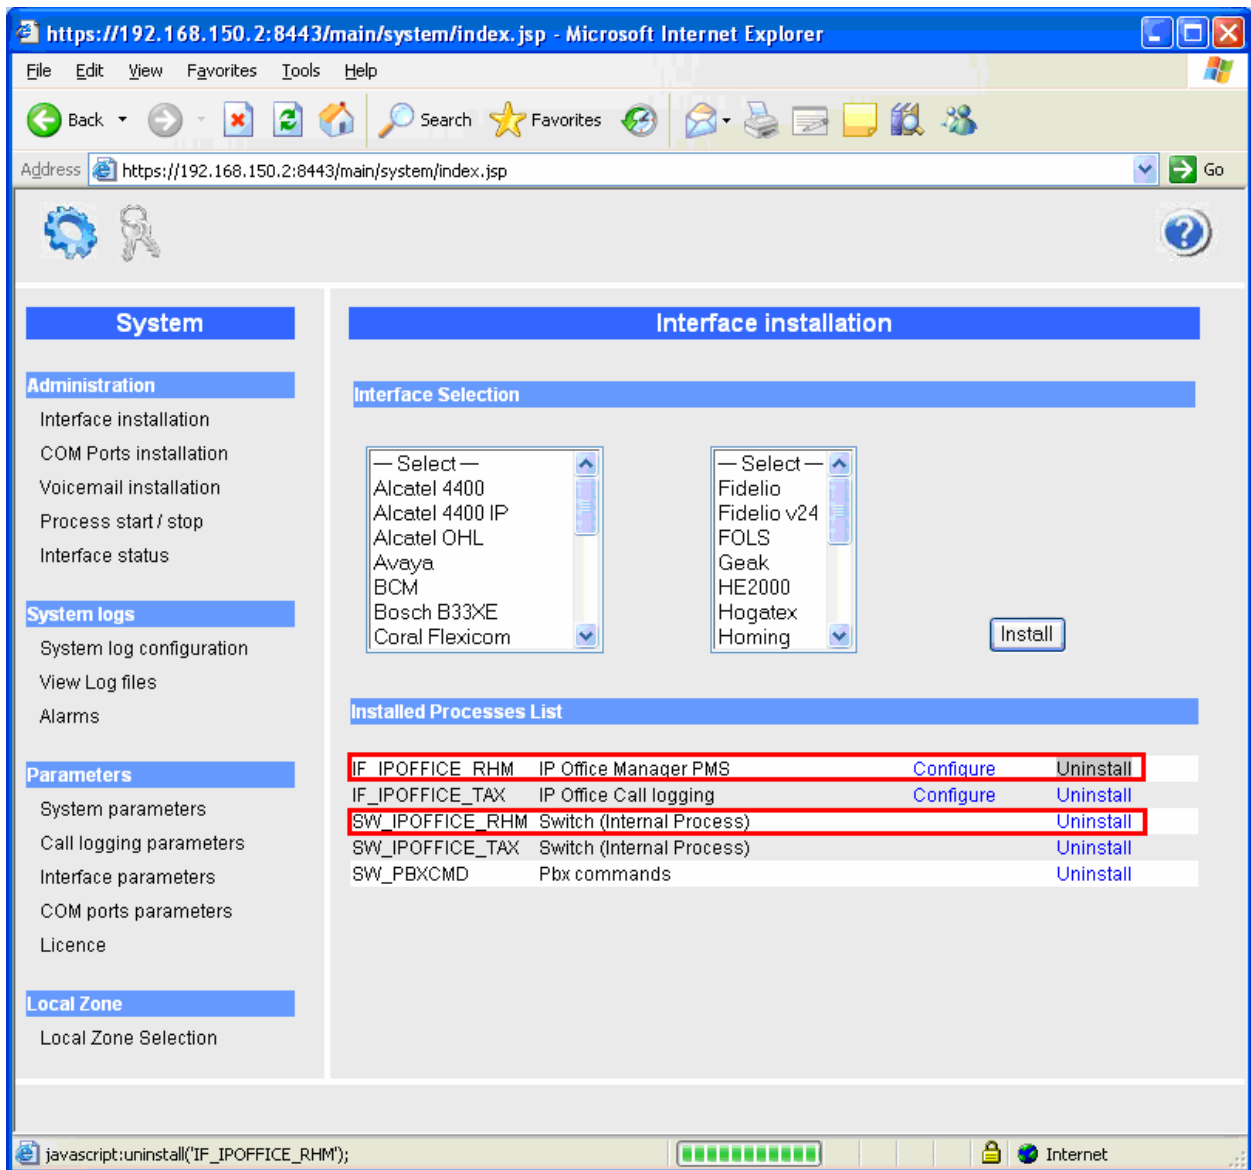 https://192.168.150.2:8443/main/system/index.jsp - Microsoft Internet Explorer
File Edit View Favorites Tools Help
Back Search Favorites
Address https://192.168.150.2:8443/main/system/index.jsp Go
System
Administration
Interface installation
COM Ports installation
Voicemail installation
Process start / stop
Interface status
System logs
System log configuration
View Log files
Alarms
Parameters
System parameters
Call logging parameters
Interface parameters
COM ports parameters
Licence
Local Zone
Local Zone Selection
Interface installation
Interface Selection
— Select —
Alcatel 4400
Alcatel 4400 IP
Alcatel OHL
Avaya
BCM
Bosch B33XE
Coral Flexicom
— Select —
Fidelio
Fidelio v24
FOLS
Geak
HE2000
Hogatex
Homing
Install
Installed Processes List
IF_IPOFFICE_RHM IP Office Manager PMS Configure Uninstall
IF_IPOFFICE_TAX IP Office Call logging Configure Uninstall
SW_IPOFFICE_RHM Switch (Internal Process) Uninstall
SW_IPOFFICE_TAX Switch (Internal Process) Uninstall
SW_PBXCMD Pbx commands Uninstall
javascript:uninstall('IF_IPOFFICE_RHM'); Internet